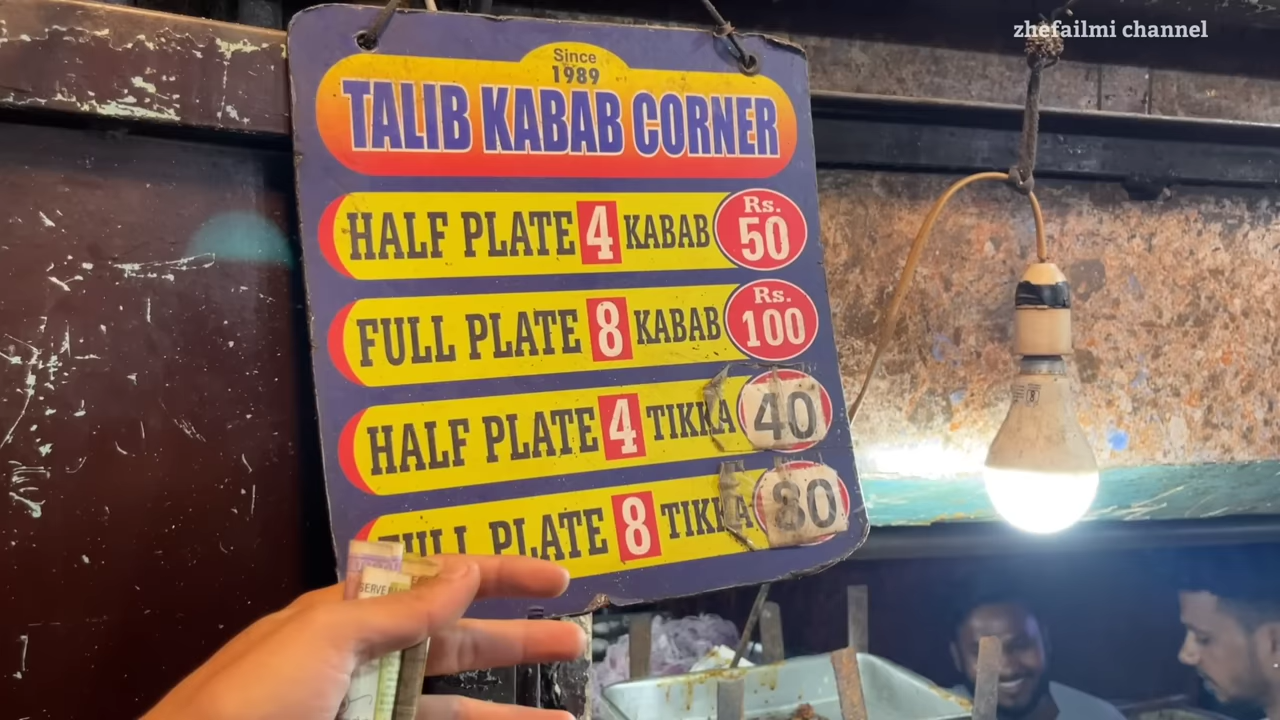 zhefailmi channel
Since
1989
TALIB KABAB CORNER
HALF PLATE 4 KABAB Rs. 50
FULL PLATE 8 KABAB Rs. 100
HALF PLATE 4 TIKKA 40
FULL PLATE 8 TIKKA 80